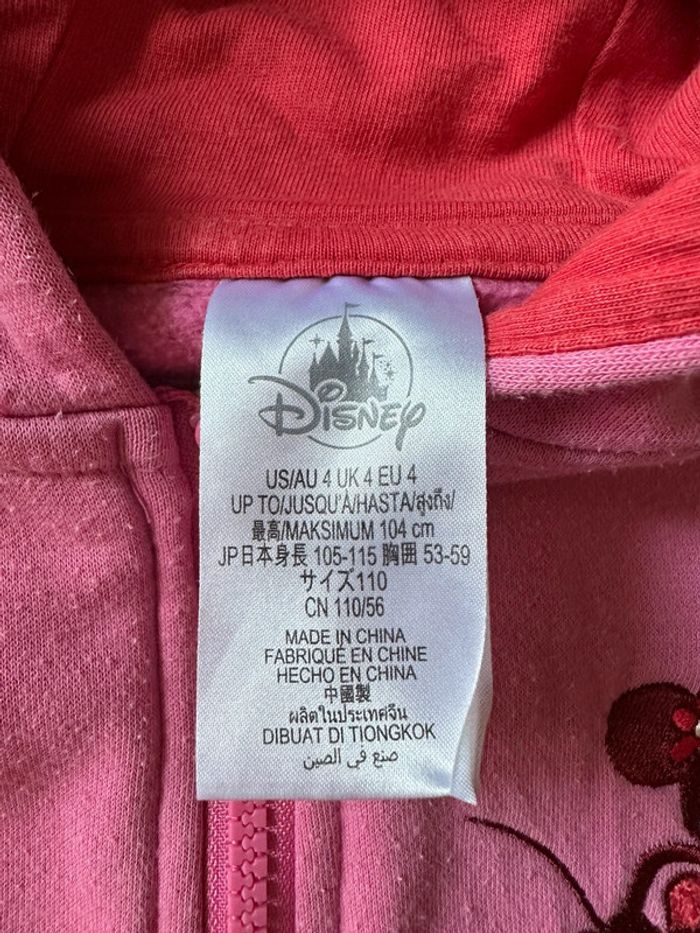 Disney
US/AU 4 UK 4 EU 4
UP TO/JUSQU'À/HASTA/สูงถึง/
最高/MAKSIMUM 104 cm
JP日本身長 105-115 胸囲 53-59
サイズ110
CN 110/56
MADE IN CHINA
FABRIQUÉ EN CHINE
HECHO EN CHINA
中國製
ผลิตในประเทศจีน
DIBUAT DI TIONGKOK
صنع في الصين